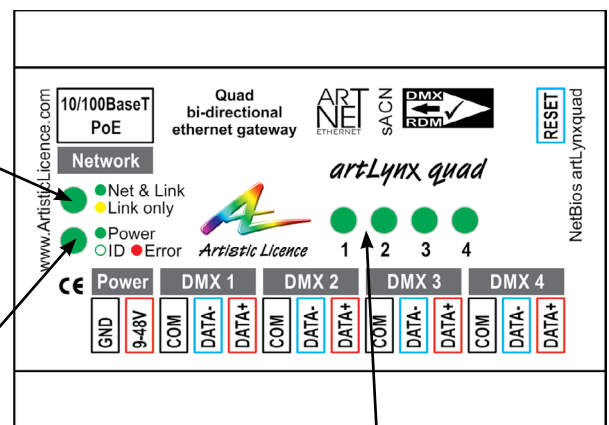 www.ArtisticLicence.com
10/100BaseT
PoE
Quad
bi-directional
ethernet gateway
ART
NET
ETHERNET
sACN
DMX
RDM
RESET
NetBios artLynxquad
Network
artLynx quad
Net & Link
Link only
Power
ID Error
Artistic Licence
1 2 3 4
CE Power DMX 1 DMX 2 DMX 3 DMX 4
GND 9-48V COM DATA- DATA+ COM DATA- DATA+ COM DATA- DATA+ COM DATA- DATA+